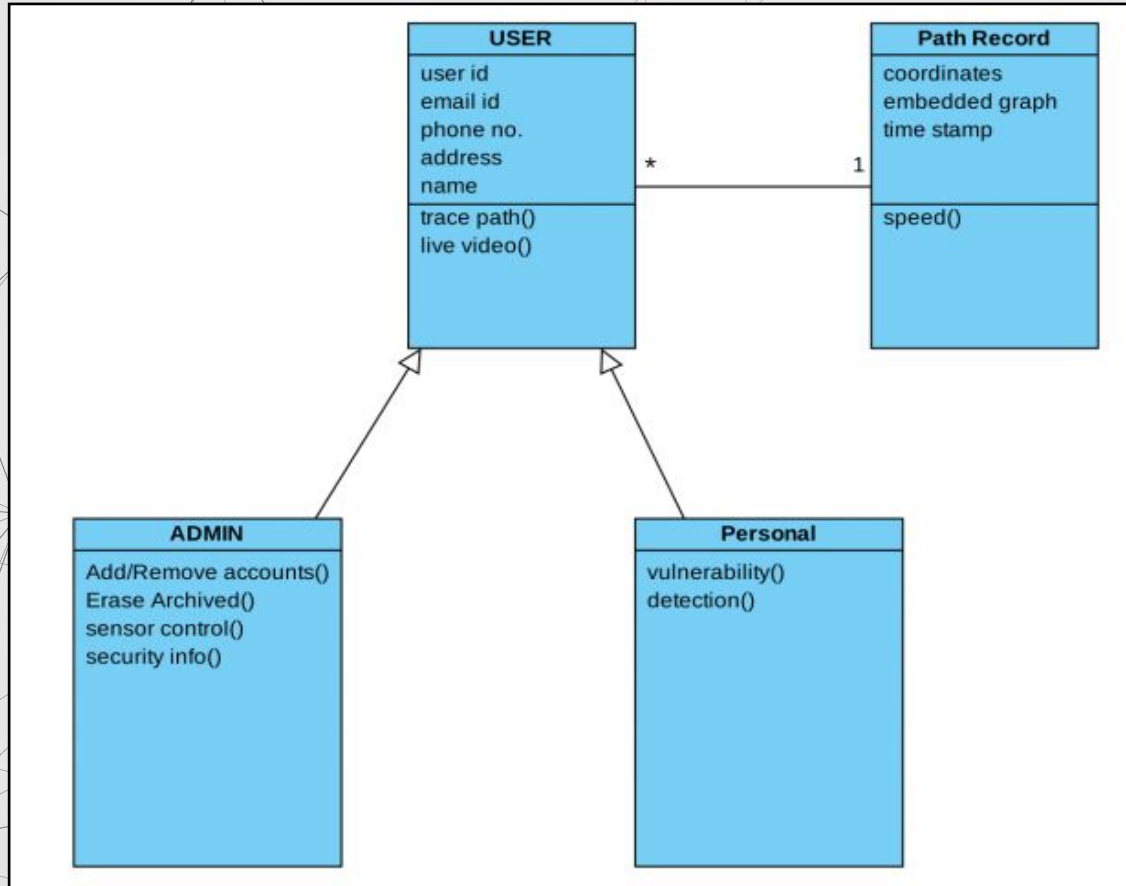 USER
user id
email id
phone no.
address
name
trace path()
live video()
* 1
Path Record
coordinates
embedded graph
time stamp
speed()
ADMIN
Add/Remove accounts()
Erase Archived()
sensor control()
security info()
Personal
vulnerability()
detection()